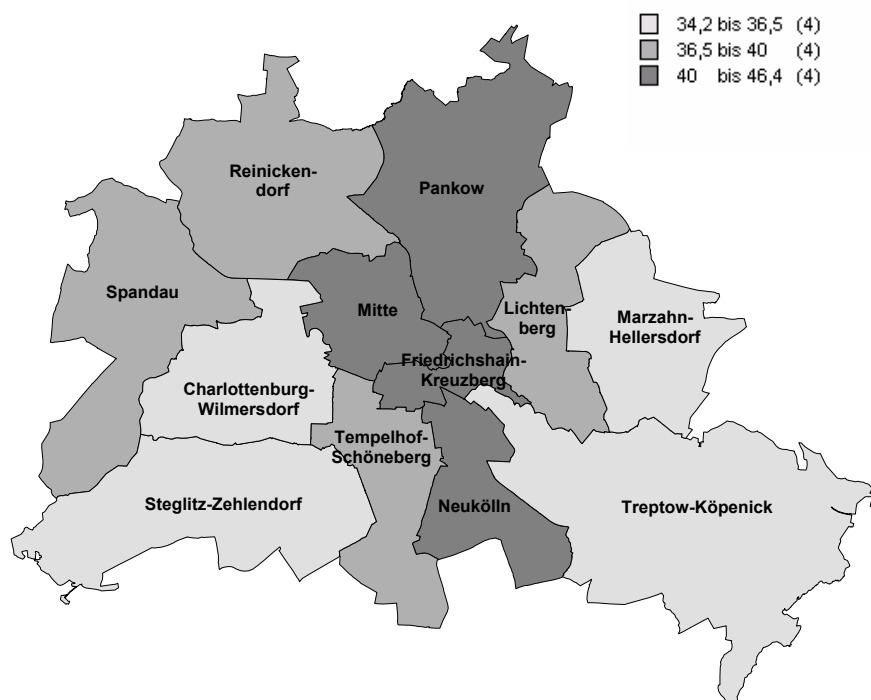 34,2 bis 36,5 (4)
36,5 bis 40 (4)
40 bis 46,4 (4)
Reinicken-
dorf
Pankow
Spandau
Mitte
Lichten-
berg
Marzahn-
Hellersdorf
Friedrichshain-
Kreuzberg
Charlottenburg-
Wilmersdorf
Tempelhof-
Schöneberg
Steglitz-Zehlendorf
Neukölln
Treptow-Köpenick